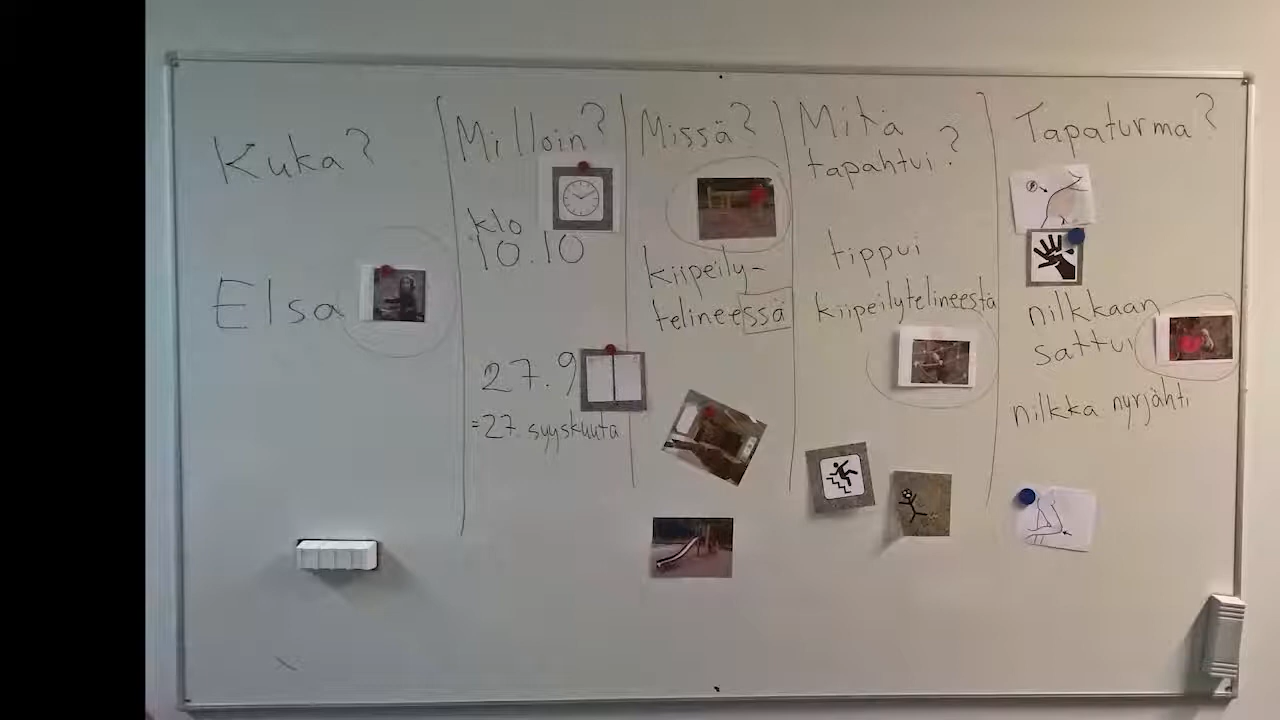 Kuka?
Elsa
Milloin?
klo
10.10
27.9
=27. syyskuuta
Missä?
kiipeily-
telineessä
Mitä
tapahtui?
tippui
kiipeilytelineestä
Tapaturma?
nilkkaan
sattui
nilkka nyrjähti